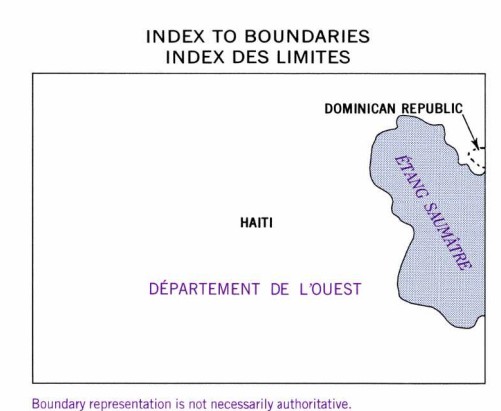 INDEX TO BOUNDARIES
INDEX DES LIMITES
DOMINICAN REPUBLIC
ÉTANG SAUMÂTRE
HAITI
DÉPARTEMENT DE L'OUEST
Boundary representation is not necessarily authoritative.